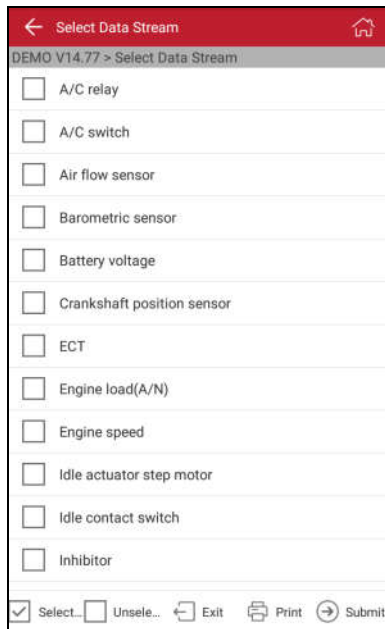 Select Data Stream
DEMO V14.77 > Select Data Stream
A/C relay
A/C switch
Air flow sensor
Barometric sensor
Battery voltage
Crankshaft position sensor
ECT
Engine load(A/N)
Engine speed
Idle actuator step motor
Idle contact switch
Inhibitor
Select... Unsele... Exit Print Submit